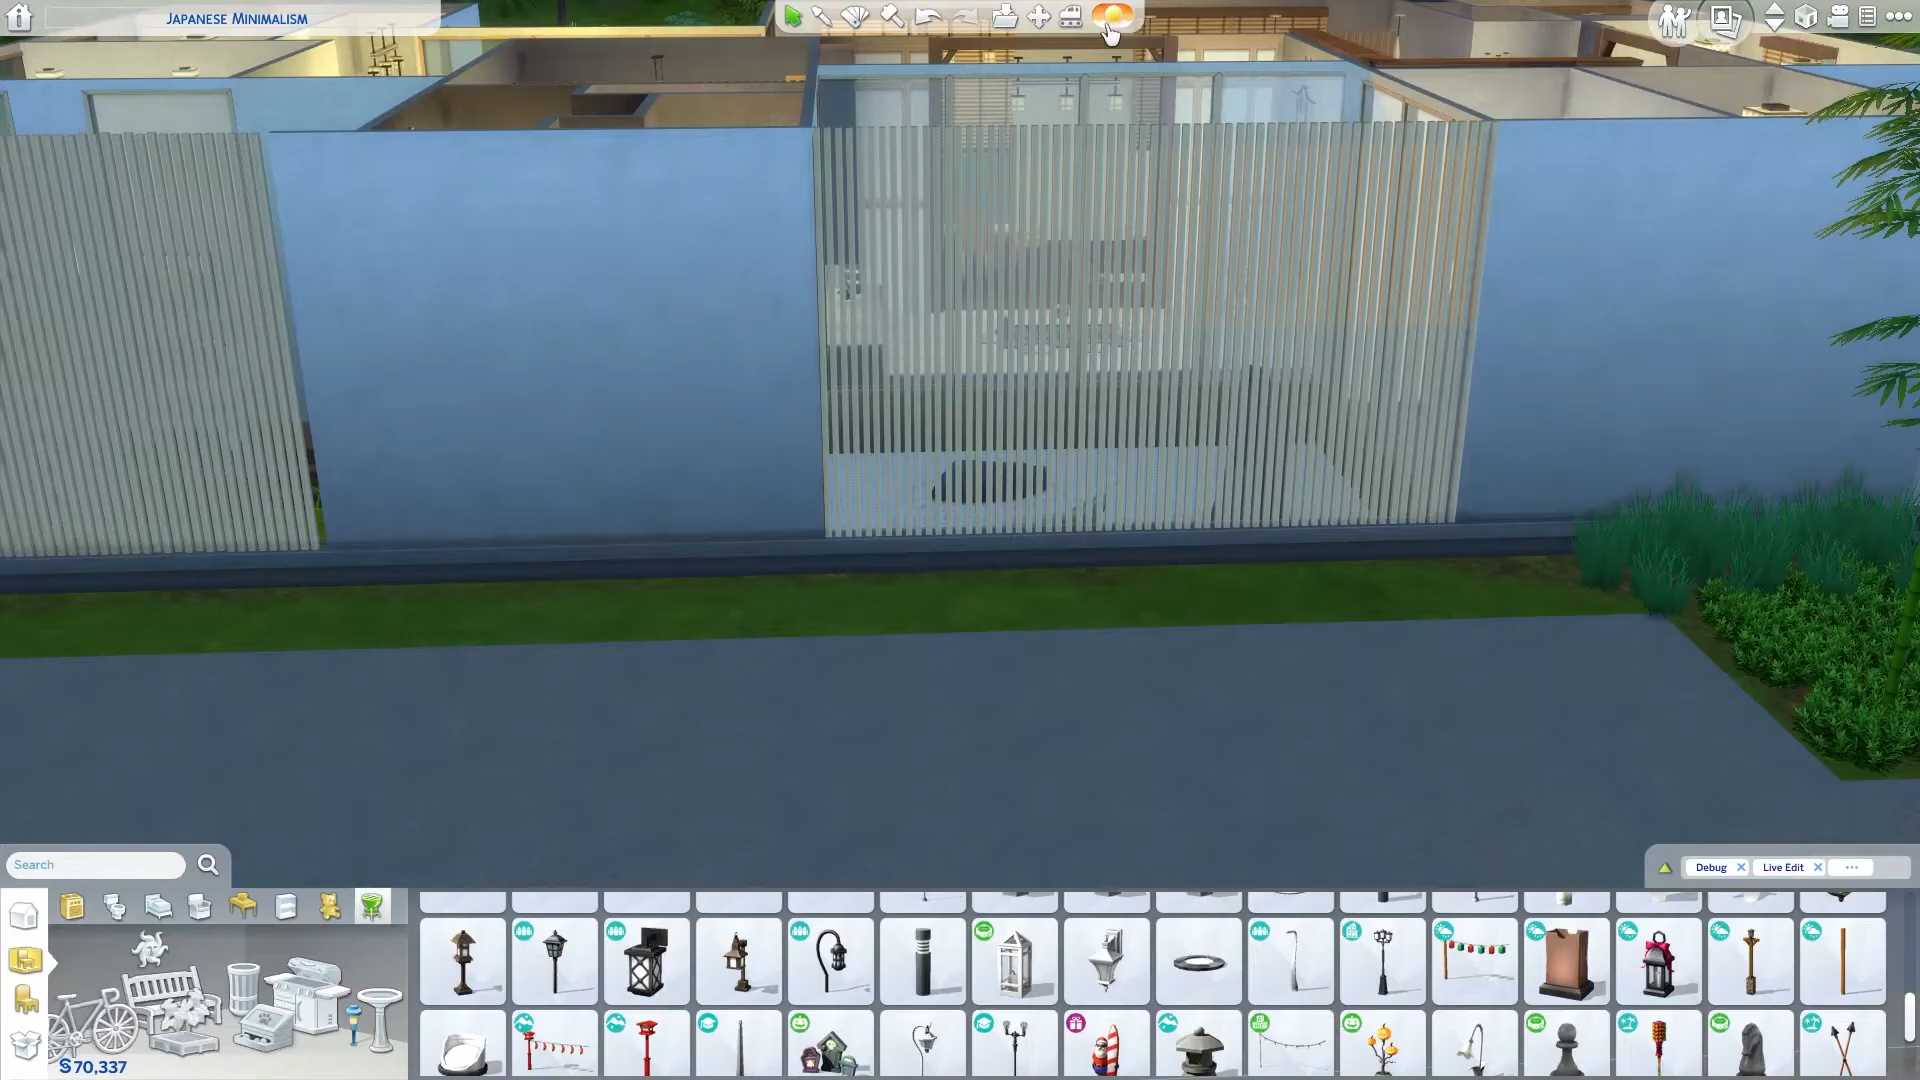 JAPANESE MINIMALISM
Search
Debug
Live Edit
§70,337